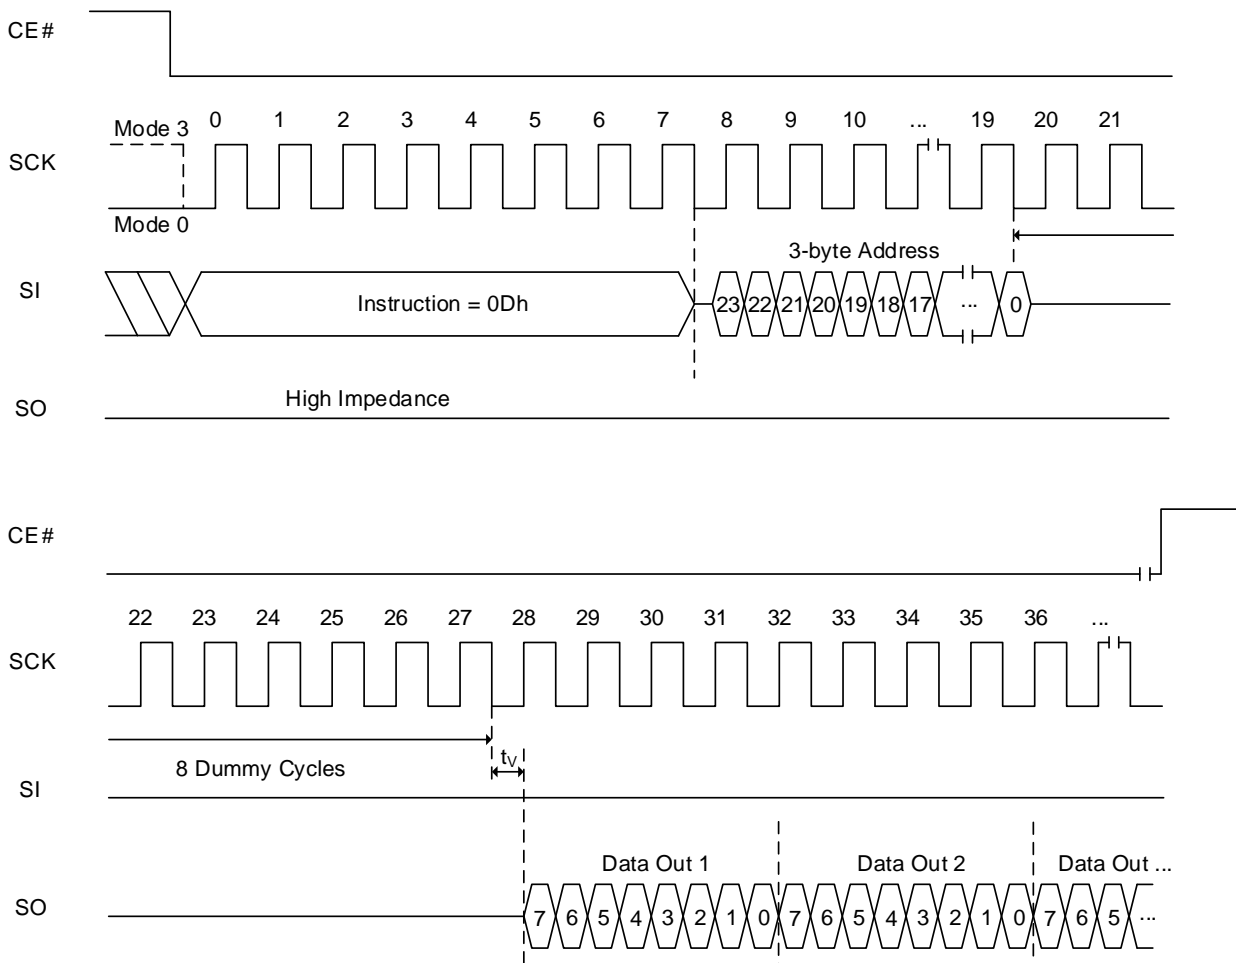 CE#
0 1 2 3 4 5 6 7 8 9 10 ... 19 20 21
Mode 3
SCK
Mode 0
3-byte Address
SI
Instruction = 0Dh
23 22 21 20 19 18 17 ... 0
High Impedance
SO
CE#
22 23 24 25 26 27 28 29 30 31 32 33 34 35 36 ...
SCK
tV
8 Dummy Cycles
SI
Data Out 1 Data Out 2 Data Out ...
SO
7 6 5 4 3 2 1 0 7 6 5 4 3 2 1 0 7 6 5 ...